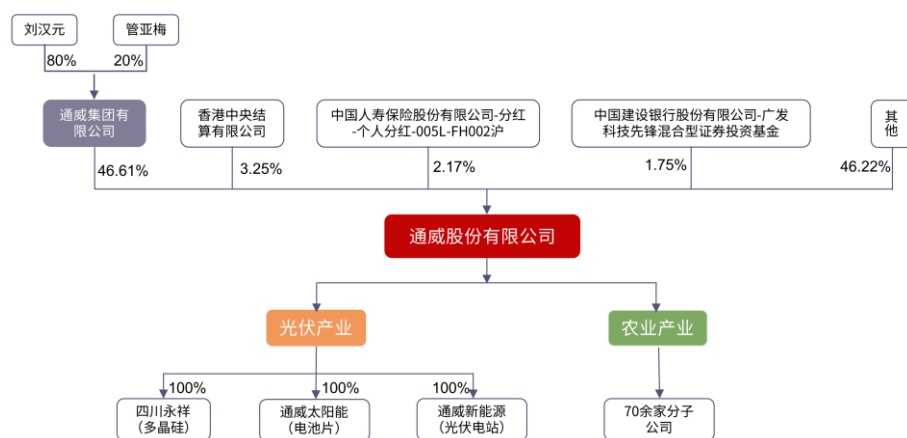 刘汉元
管亚梅
80%
20%
通威集团有
限公司
香港中央结
算有限公司
中国人寿保险股份有限公司-分红
-个人分红-005L-FH002沪
中国建设银行股份有限公司-广发
科技先锋混合型证券投资基金
其
他
46.61%
3.25%
2.17%
1.75%
46.22%
通威股份有限公司
光伏产业
农业产业
100%
100%
100%
四川永祥
（多晶硅）
通威太阳能
（电池片）
通威新能源
（光伏电站）
70余家分子
公司